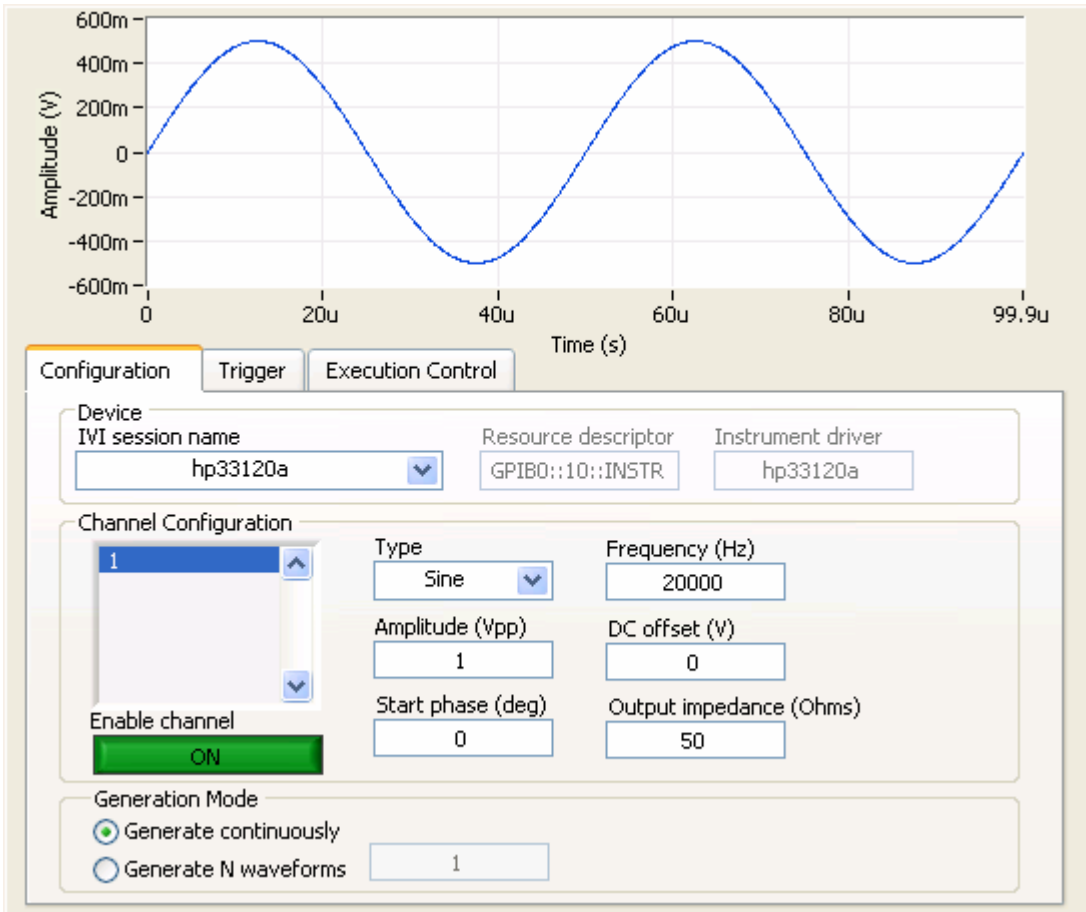 600m
400m
200m
0
-200m
-400m
-600m
Amplitude (V)
0 20u 40u 60u 80u 99.9u
Time (s)
Configuration Trigger Execution Control
Device
IVI session name Resource descriptor Instrument driver
hp33120a GPIB0::10::INSTR hp33120a
Channel Configuration
1
Type Frequency (Hz)
Sine 20000
Amplitude (Vpp) DC offset (V)
1 0
Start phase (deg) Output impedance (Ohms)
0 50
Enable channel
ON
Generation Mode
Generate continuously
Generate N waveforms 1